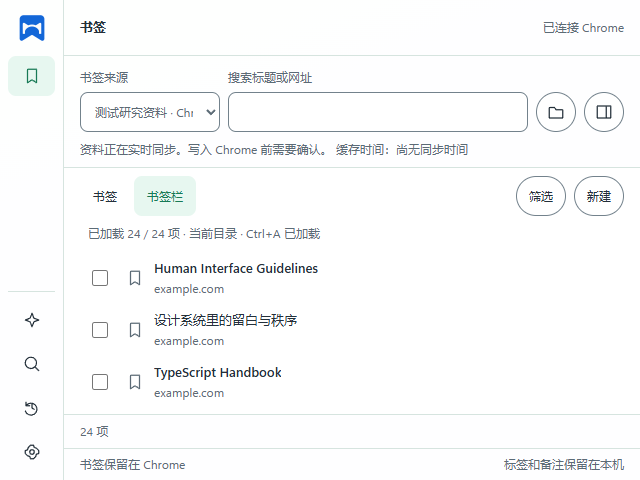 书签
已连接 Chrome
书签来源
搜索标题或网址
测试研究资料 · Chr
资料正在实时同步。写入 Chrome 前需要确认。 缓存时间：尚无同步时间
书签
书签栏
筛选
新建
已加载 24 / 24 项 · 当前目录 · Ctrl+A 已加载
Human Interface Guidelines
example.com
设计系统里的留白与秩序
example.com
TypeScript Handbook
example.com
24 项
书签保留在 Chrome
标签和备注保留在本机